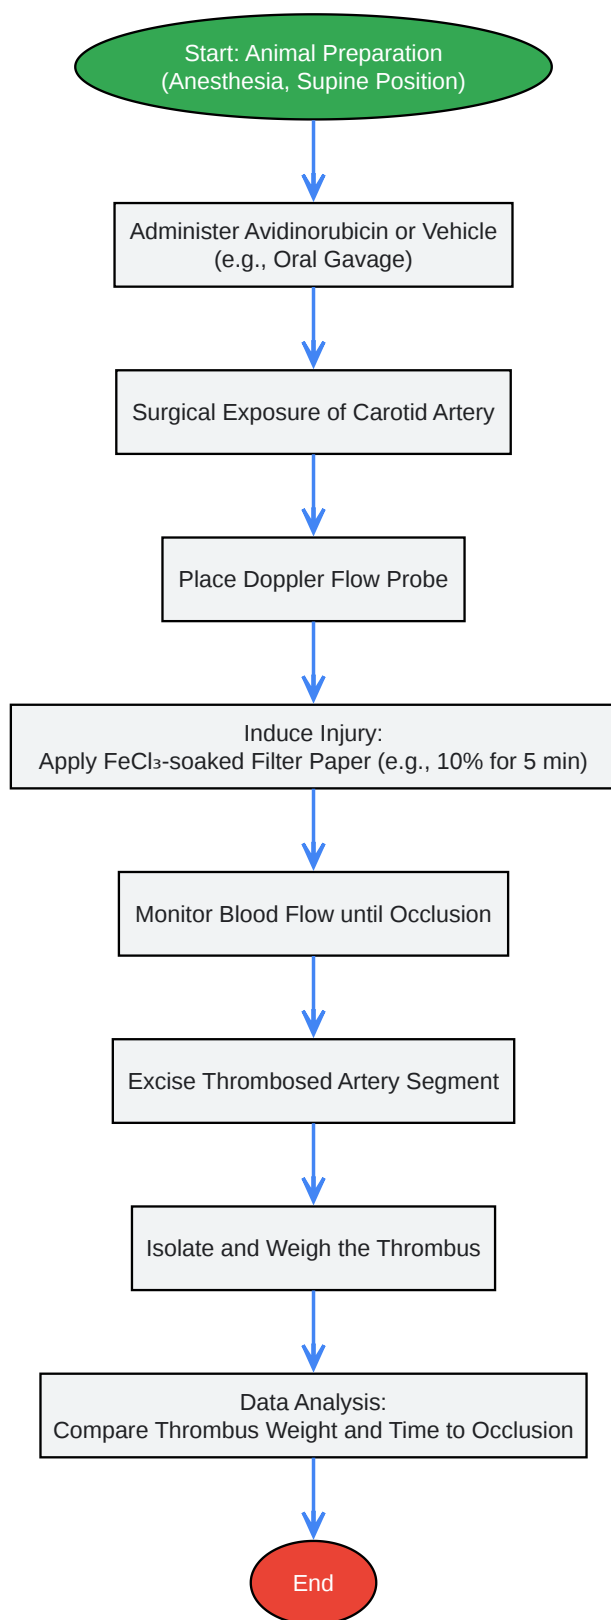 Start: Animal Preparation
(Anesthesia, Supine Position)
Administer Avidinorubicin or Vehicle
(e.g., Oral Gavage)
Surgical Exposure of Carotid Artery
Place Doppler Flow Probe
Induce Injury:
Apply FeCl₃-soaked Filter Paper (e.g., 10% for 5 min)
Monitor Blood Flow until Occlusion
Excise Thrombosed Artery Segment
Isolate and Weigh the Thrombus
Data Analysis:
Compare Thrombus Weight and Time to Occlusion
End